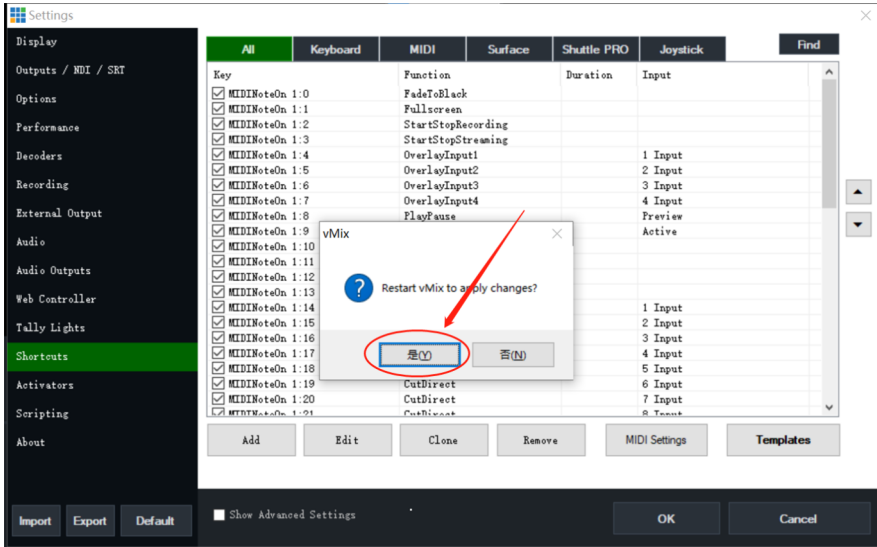 Settings
Display
Outputs / NDI / SRT
Options
Performance
Decoders
Recording
External Output
Audio
Audio Outputs
Web Controller
Tally Lights
Shortcuts
Activators
Scripting
About
Import Export Default
All Keyboard MIDI Surface Shuttle PRO Joystick Find
Key Function Duration Input
MIDINoteOn 1:0 FadeToBlack
MIDINoteOn 1:1 Fullscreen
MIDINoteOn 1:2 StartStopRecording
MIDINoteOn 1:3 StartStopStreaming
MIDINoteOn 1:4 OverlayInput1 1 Input
MIDINoteOn 1:5 OverlayInput2 2 Input
MIDINoteOn 1:6 OverlayInput3 3 Input
MIDINoteOn 1:7 OverlayInput4 4 Input
MIDINoteOn 1:8 PlayPause Preview
MIDINoteOn 1:9 Active
MIDINoteOn 1:10
MIDINoteOn 1:11
MIDINoteOn 1:12
MIDINoteOn 1:13
MIDINoteOn 1:14 1 Input
MIDINoteOn 1:15 2 Input
MIDINoteOn 1:16 3 Input
MIDINoteOn 1:17 4 Input
MIDINoteOn 1:18 5 Input
MIDINoteOn 1:19 CutDirect 6 Input
MIDINoteOn 1:20 CutDirect 7 Input
MIDINoteOn 1:21 CutDirect 8 Input
vMix
Restart vMix to apply changes?
是(Y) 否(N)
Add Edit Clone Remove MIDI Settings Templates
Show Advanced Settings
OK Cancel